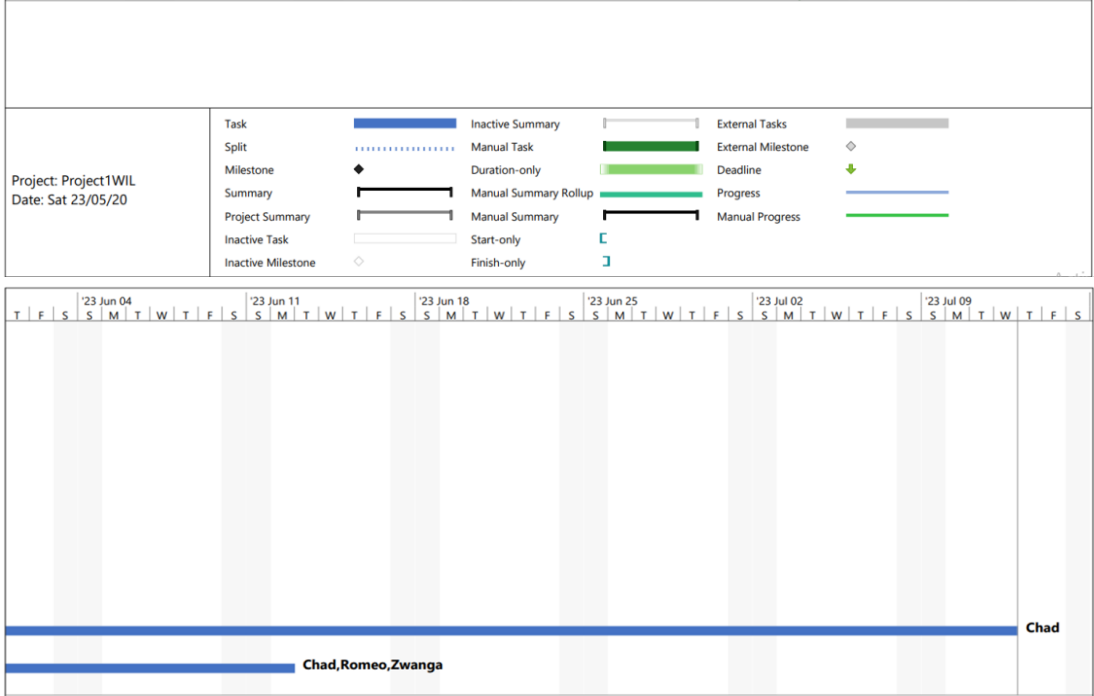 Task Inactive Summary External Tasks
Split Manual Task External Milestone
Milestone Duration-only Deadline
Project: Project1WIL
Date: Sat 23/05/20
Summary Manual Summary Rollup Progress
Project Summary Manual Summary Manual Progress
Inactive Task Start-only
Inactive Milestone Finish-only
'23 Jun 04 '23 Jun 11 '23 Jun 18 '23 Jun 25 '23 Jul 02 '23 Jul 09
T F S S M T W T F S S M T W T F S S M T W T F S S M T W T F S S M T W T F S S M T W T F S
Chad
Chad,Romeo,Zwanga